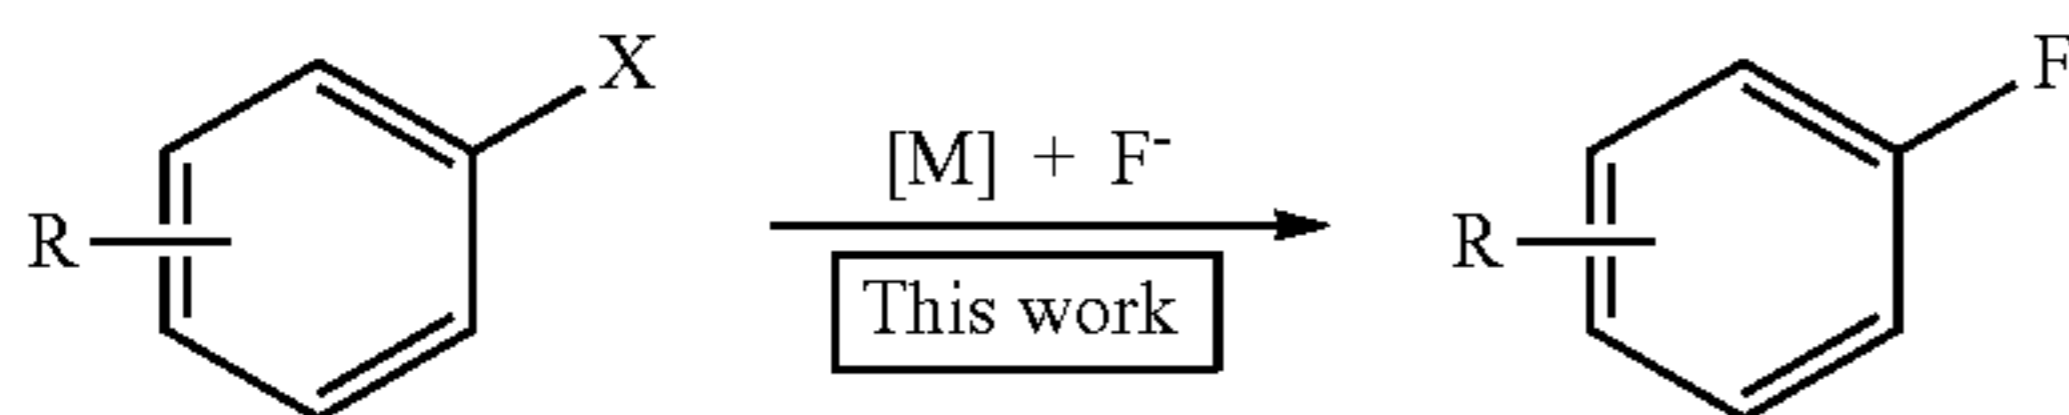 X
[M] + F-
F
R
R
This work